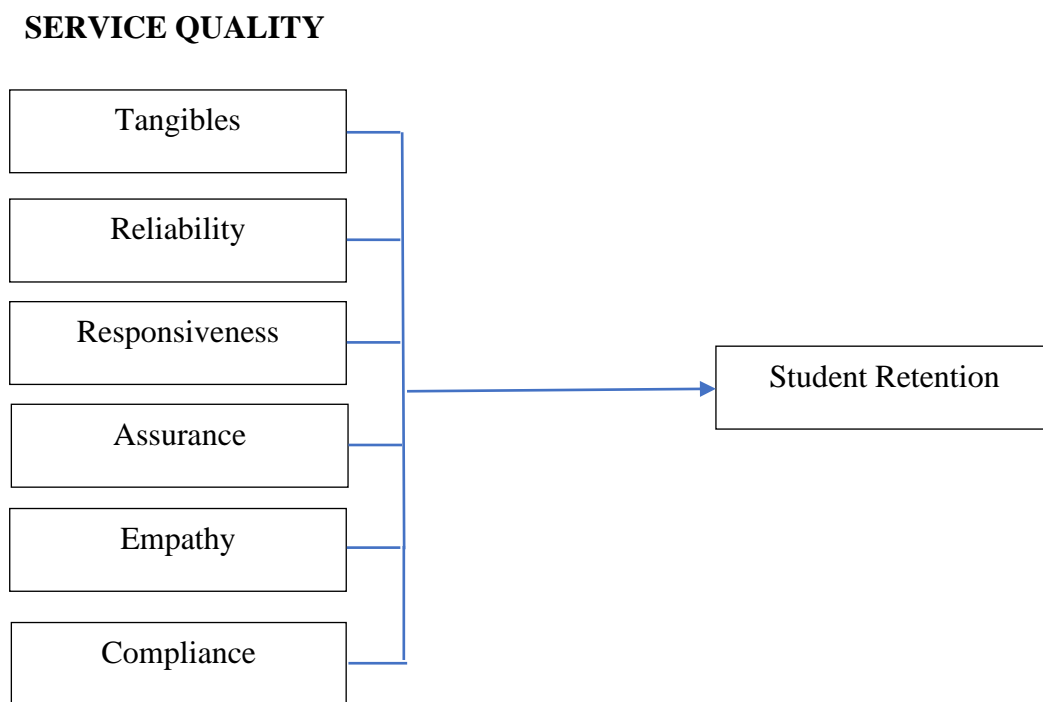 SERVICE QUALITY
Tangibles
Reliability
Responsiveness
Student Retention
Assurance
Empathy
Compliance